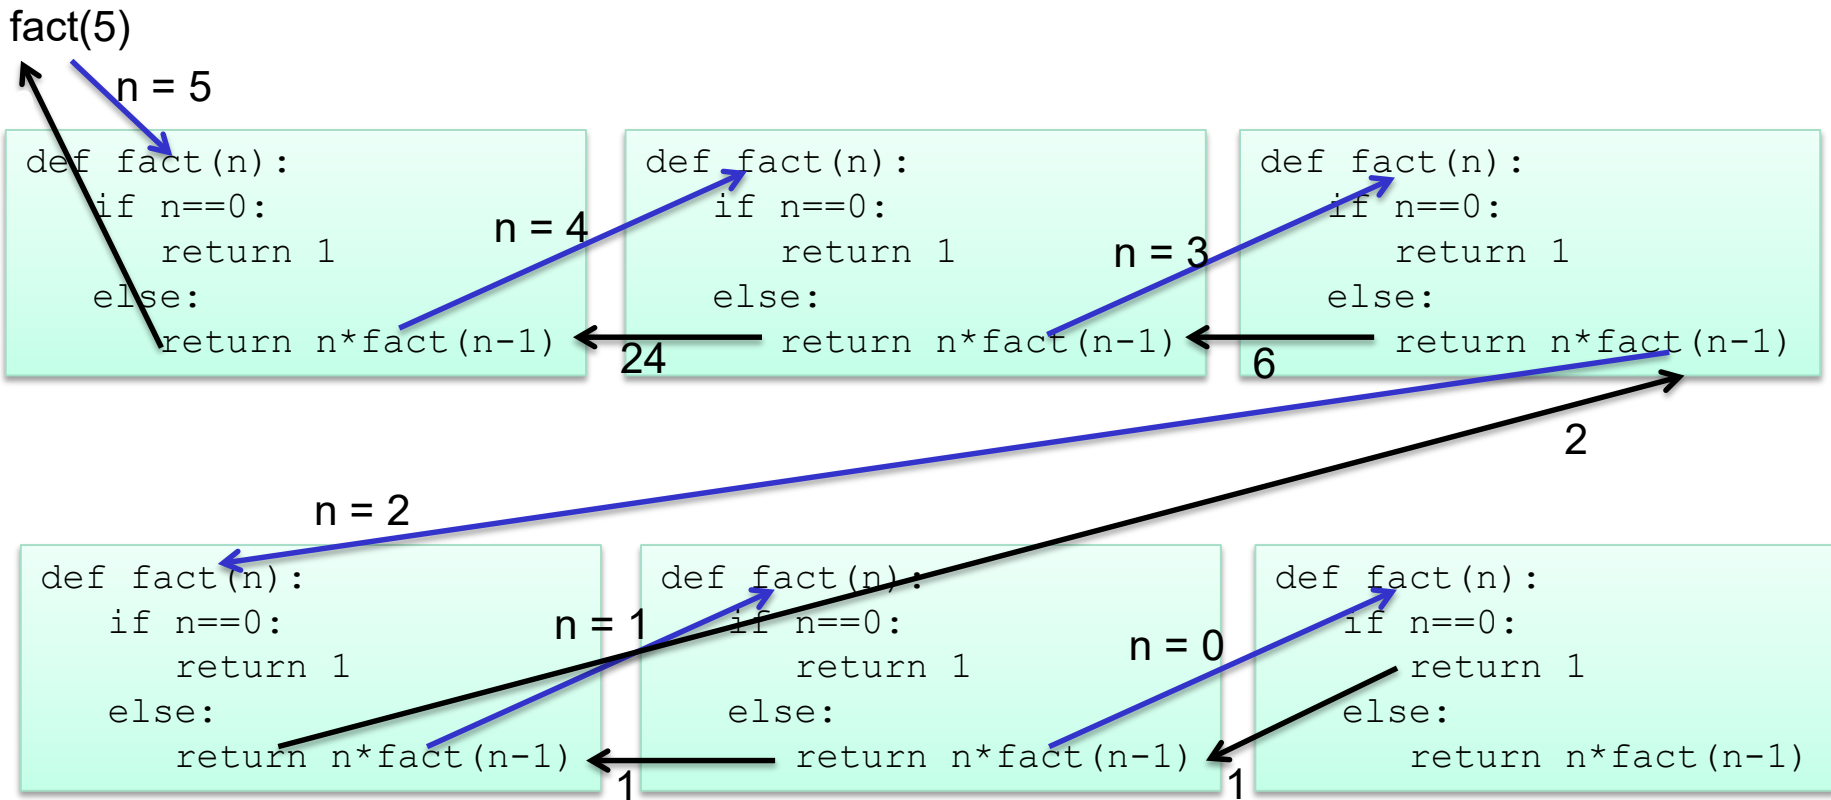 fact(5)
n = 5
def fact(n):
if n==0:
return 1
else:
return n*fact(n-1)
n = 4
24
def fact(n):
if n==0:
return 1
else:
return n*fact(n-1)
n = 3
6
def fact(n):
if n==0:
return 1
else:
return n*fact(n-1)
2
n = 2
def fact(n):
if n==0:
return 1
else:
return n*fact(n-1)
n = 1
1
def fact(n):
if n==0:
return 1
else:
return n*fact(n-1)
n = 0
1
def fact(n):
if n==0:
return 1
else:
return n*fact(n-1)